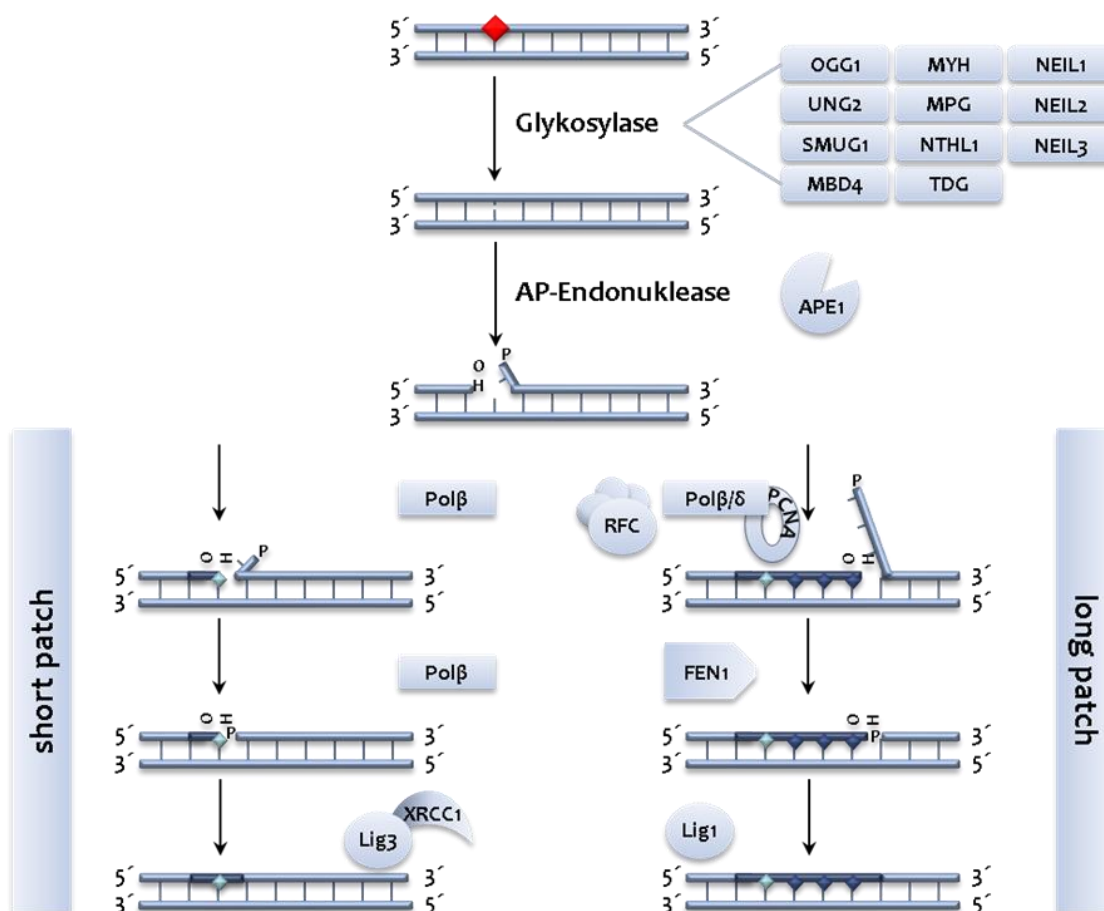 5´ 3´
3´ 5´
OGG1 MYH NEIL1
UNG2 MPG NEIL2
SMUG1 NTHL1 NEIL3
MBD4 TDG
Glykosylase
5´ 3´
3´ 5´
AP-Endonuklease
APE1
P
O
H
5´ 3´
3´ 5´
short patch
Polβ
O H P
5´ 3´
3´ 5´
Polβ
O H
P
5´ 3´
3´ 5´
XRCC1
Lig3
5´ 3´
3´ 5´
long patch
RFC
Polβ/δ
PCNA
P
O H
5´ 3´
3´ 5´
FEN1
O H
P
5´ 3´
3´ 5´
Lig1
5´ 3´
3´ 5´